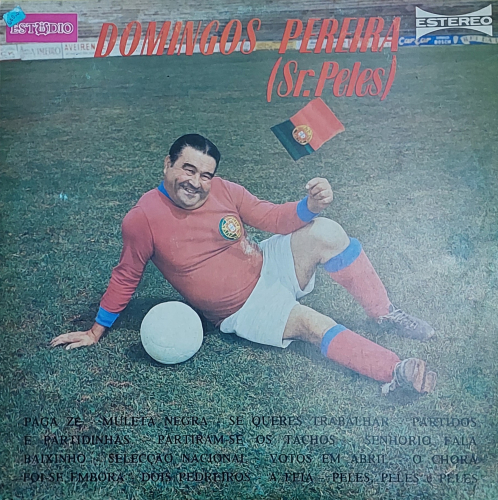 ESTÚDIO
AVEIREN
DOMINGOS PEREIRA
(Sr. Peles)
ESTEREO
PAGA ZÉ - MULETA NEGRA - SE QUERES TRABALHAR - PARTIDOS
E PARTIDINHAS - PARTIRAM-SE OS TACHOS - SENHORIO FALA
BAIXINHO - SELECÇÃO NACIONAL - VOTOS EM ABRIL - O CHORA
FOI-SE EMBORA - DOIS PEDREIROS - A FEIA - PELES, PELES e PELES